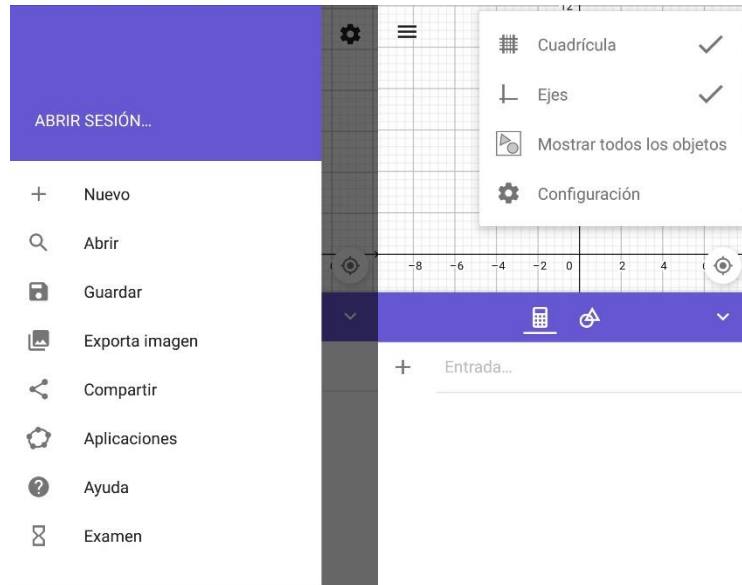 ABRIR SESIÓN...
Nuevo
Abrir
Guardar
Exporta imagen
Compartir
Aplicaciones
Ayuda
Examen
12
Cuadrícula
Ejes
Mostrar todos los objetos
Configuración
−8 −6 −4 −2 0 2 4
Entrada...